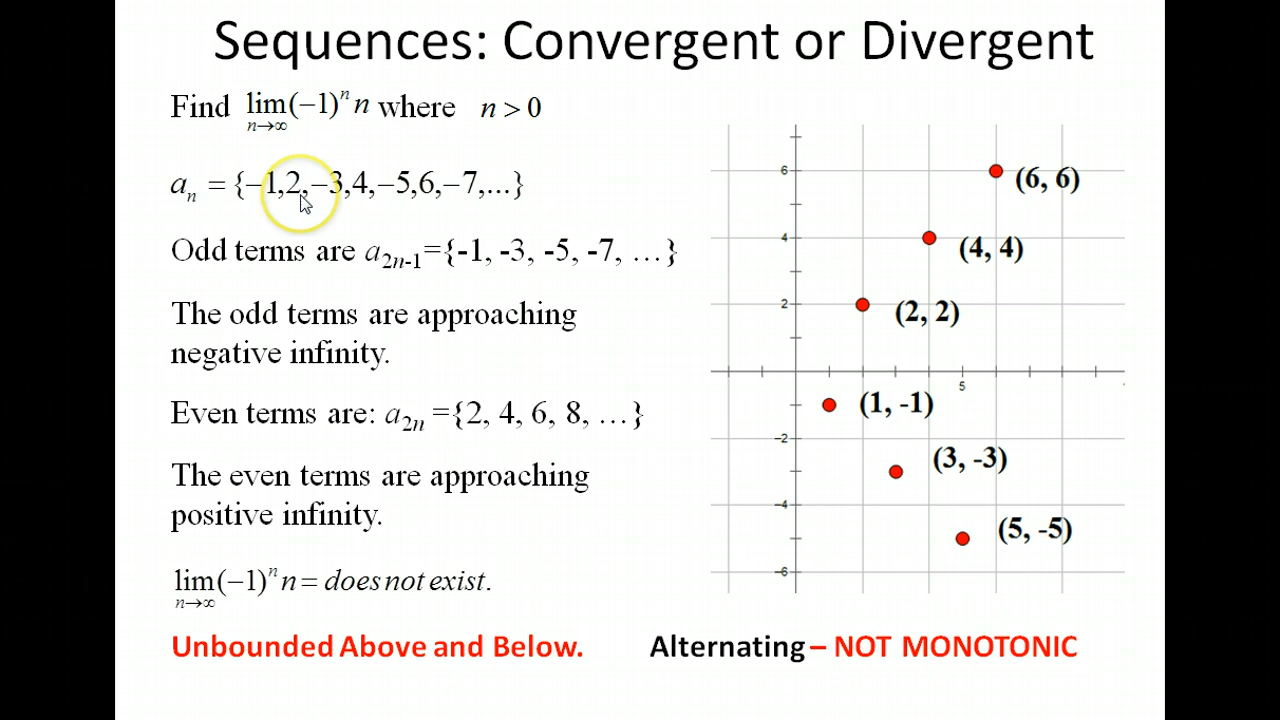 Sequences: Convergent or Divergent
Find lim n→∞ (−1)ⁿ n where n > 0
aₙ = {−1,2,−3,4,−5,6,−7,...}
Odd terms are a₂ₙ₋₁={-1, -3, -5, -7, …}
The odd terms are approaching
negative infinity.
Even terms are: a₂ₙ ={2, 4, 6, 8, …}
The even terms are approaching
positive infinity.
lim n→∞ (−1)ⁿ n = does not exist.
Unbounded Above and Below.
Alternating – NOT MONOTONIC
6
(6, 6)
4
(4, 4)
2
(2, 2)
5
(1, -1)
−2
(3, -3)
−4
(5, -5)
−6